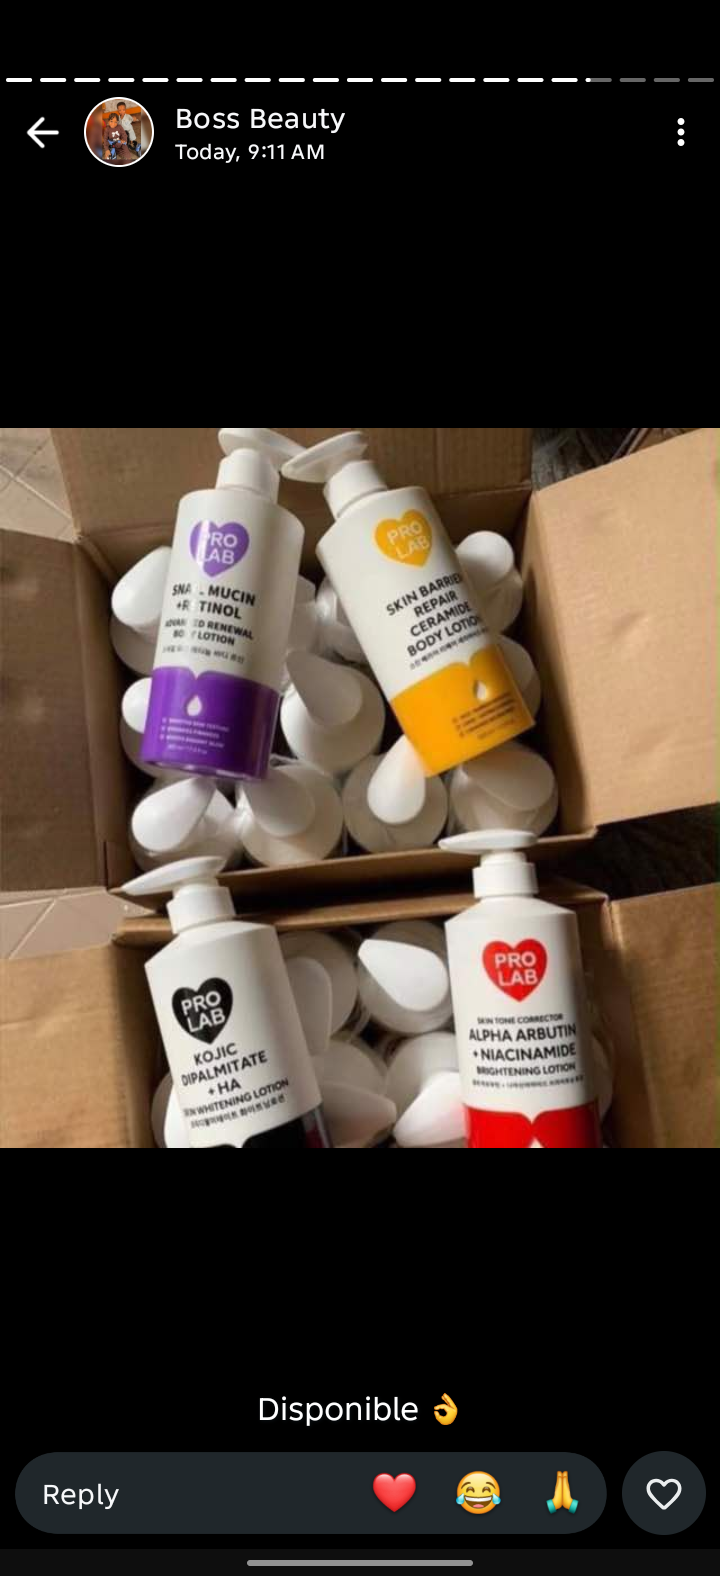 Boss Beauty
Today, 9:11 AM
PRO
LAB
SNAIL MUCIN
+RETINOL
ADVANCED RENEWAL
BODY LOTION
PRO
LAB
SKIN BARRIER
REPAIR
CERAMIDE
BODY LOTION
PRO
LAB
KOJIC
DIPALMITATE
+ HA
SKIN WHITENING LOTION
PRO
LAB
SKIN TONE CORRECTOR
ALPHA ARBUTIN
+NIACINAMIDE
BRIGHTENING LOTION
Disponible 👌
Reply